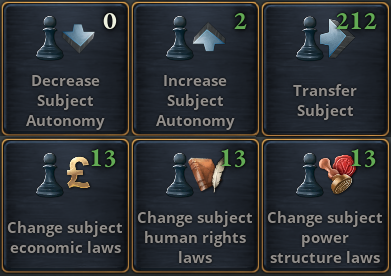 0
Decrease
Subject
Autonomy
2
Increase
Subject
Autonomy
212
Transfer
Subject
£ 13
Change subject
economic laws
13
Change subject
human rights
laws
13
Change subject
power
structure laws